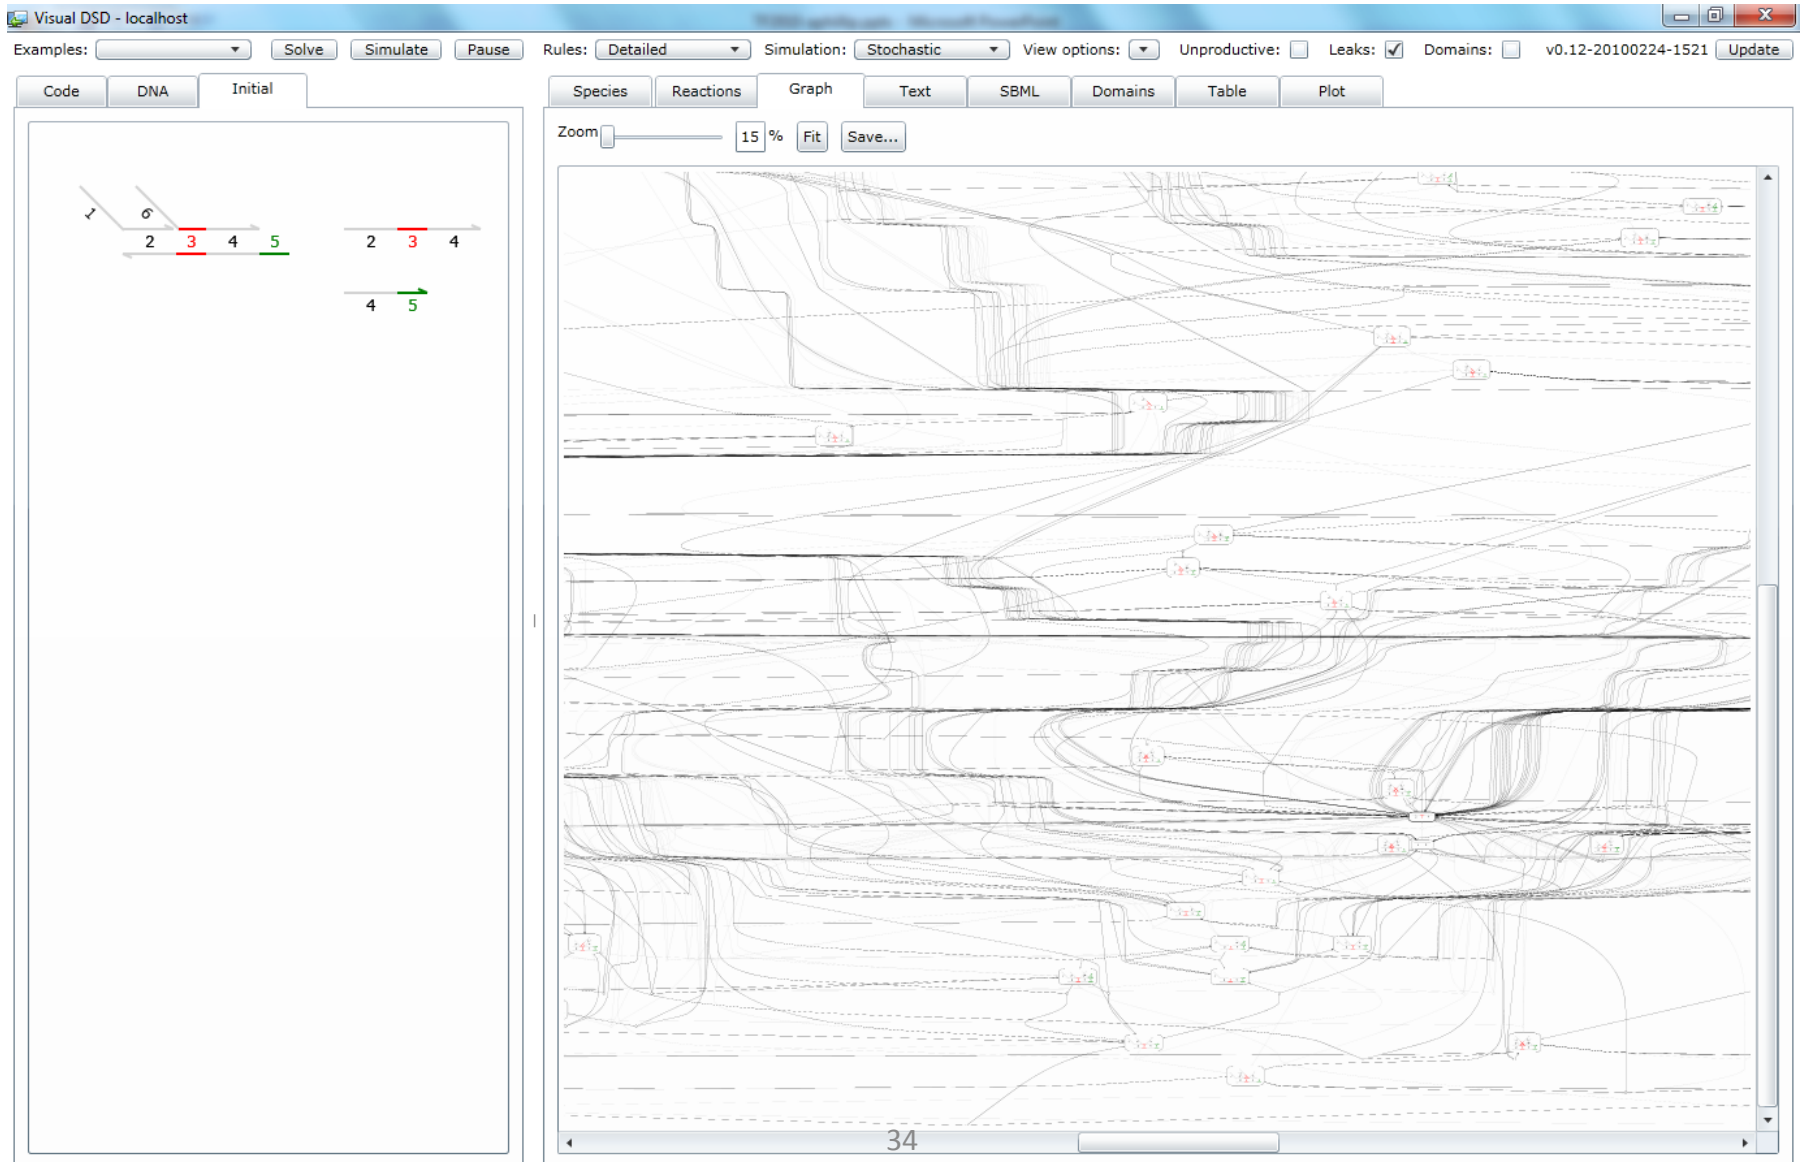 Visual DSD - localhost
Examples: Solve Simulate Pause Rules: Detailed Simulation: Stochastic View options: Unproductive: Leaks: Domains: v0.12-20100224-1521 Update
Code DNA Initial Species Reactions Graph Text SBML Domains Table Plot
Zoom 15 % Fit Save...
1 6
2 3 4 5 2 3 4
4 5
34